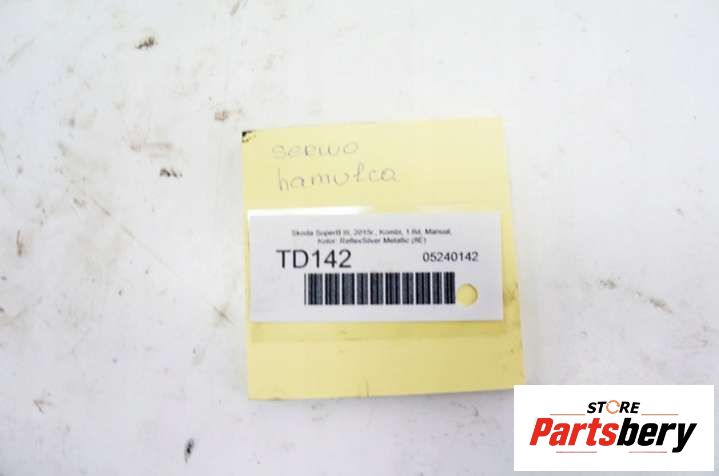 serwo
hamulca
Skoda SuperB III, 2015r., Kombi, 1.6d, Manual,
Kolor: ReflexSilver Metallic (8E)
TD142 05240142
STORE
Partsbery